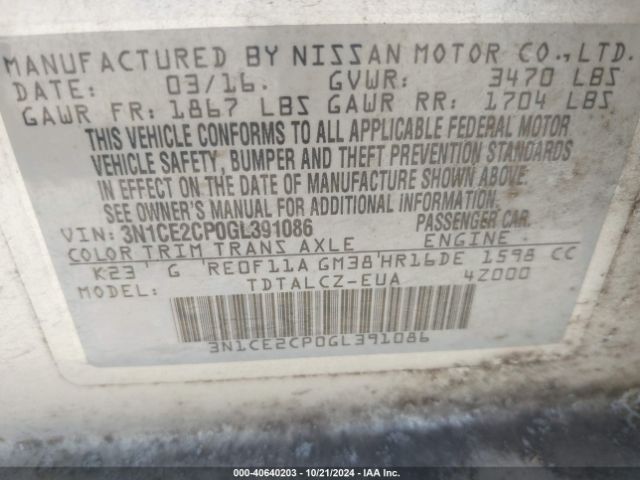 MANUFACTURED BY NISSAN MOTOR CO., LTD.
DATE: 03/16. GVWR: 3470 LBS
GAWR FR: 1867 LBS GAWR RR: 1704 LBS
THIS VEHICLE CONFORMS TO ALL APPLICABLE FEDERAL MOTOR
VEHICLE SAFETY, BUMPER AND THEFT PREVENTION STANDARDS
IN EFFECT ON THE DATE OF MANUFACTURE SHOWN ABOVE.
SEE OWNER'S MANUAL FOR ADDITIONAL INFORMATION.
VIN: 3N1CE2CP0GL391086 PASSENGER CAR.
COLOR TRIM TRANS AXLE ENGINE
K23 G RE0F11A GM38 HR16DE 1598 CC
MODEL: TDTALCZ-EUA 4Z000
3N1CE2CP0GL391086
000-40640203 - 10/21/2024 - IAA Inc.